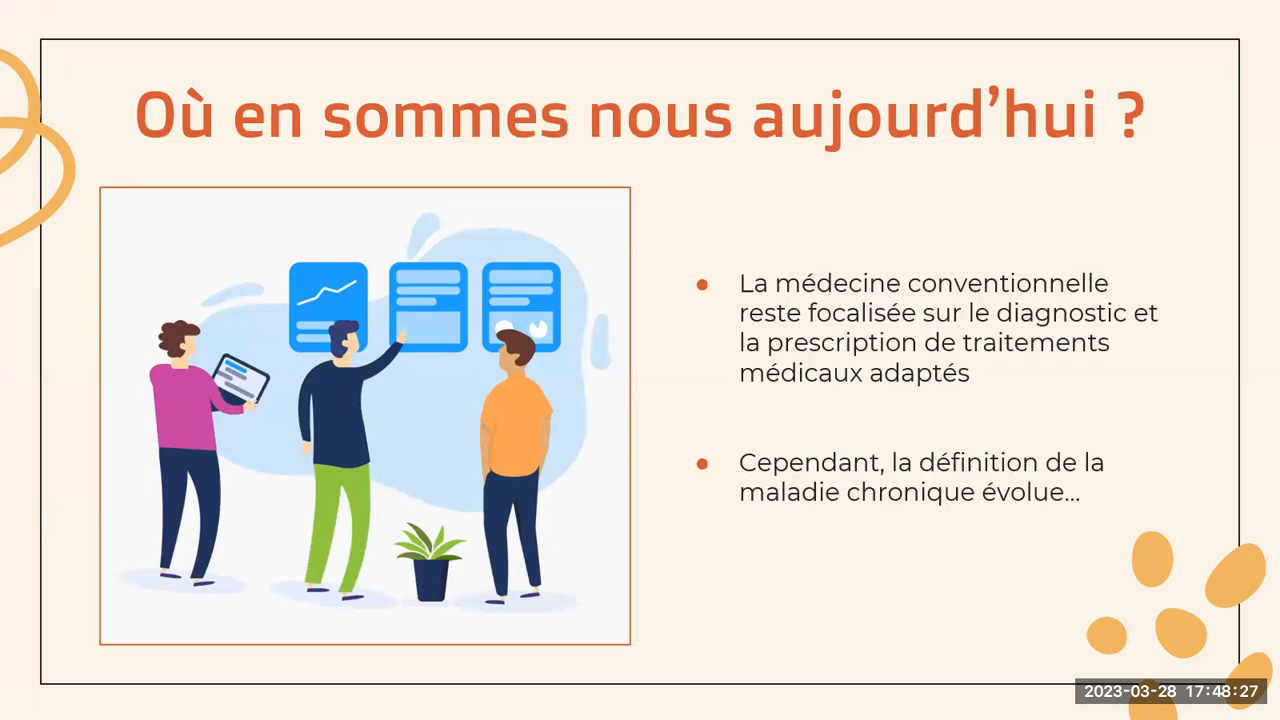 Où en sommes nous aujourd’hui ?
La médecine conventionnelle
reste focalisée sur le diagnostic et
la prescription de traitements
médicaux adaptés
Cependant, la définition de la
maladie chronique évolue...
2023-03-28 17:48:27